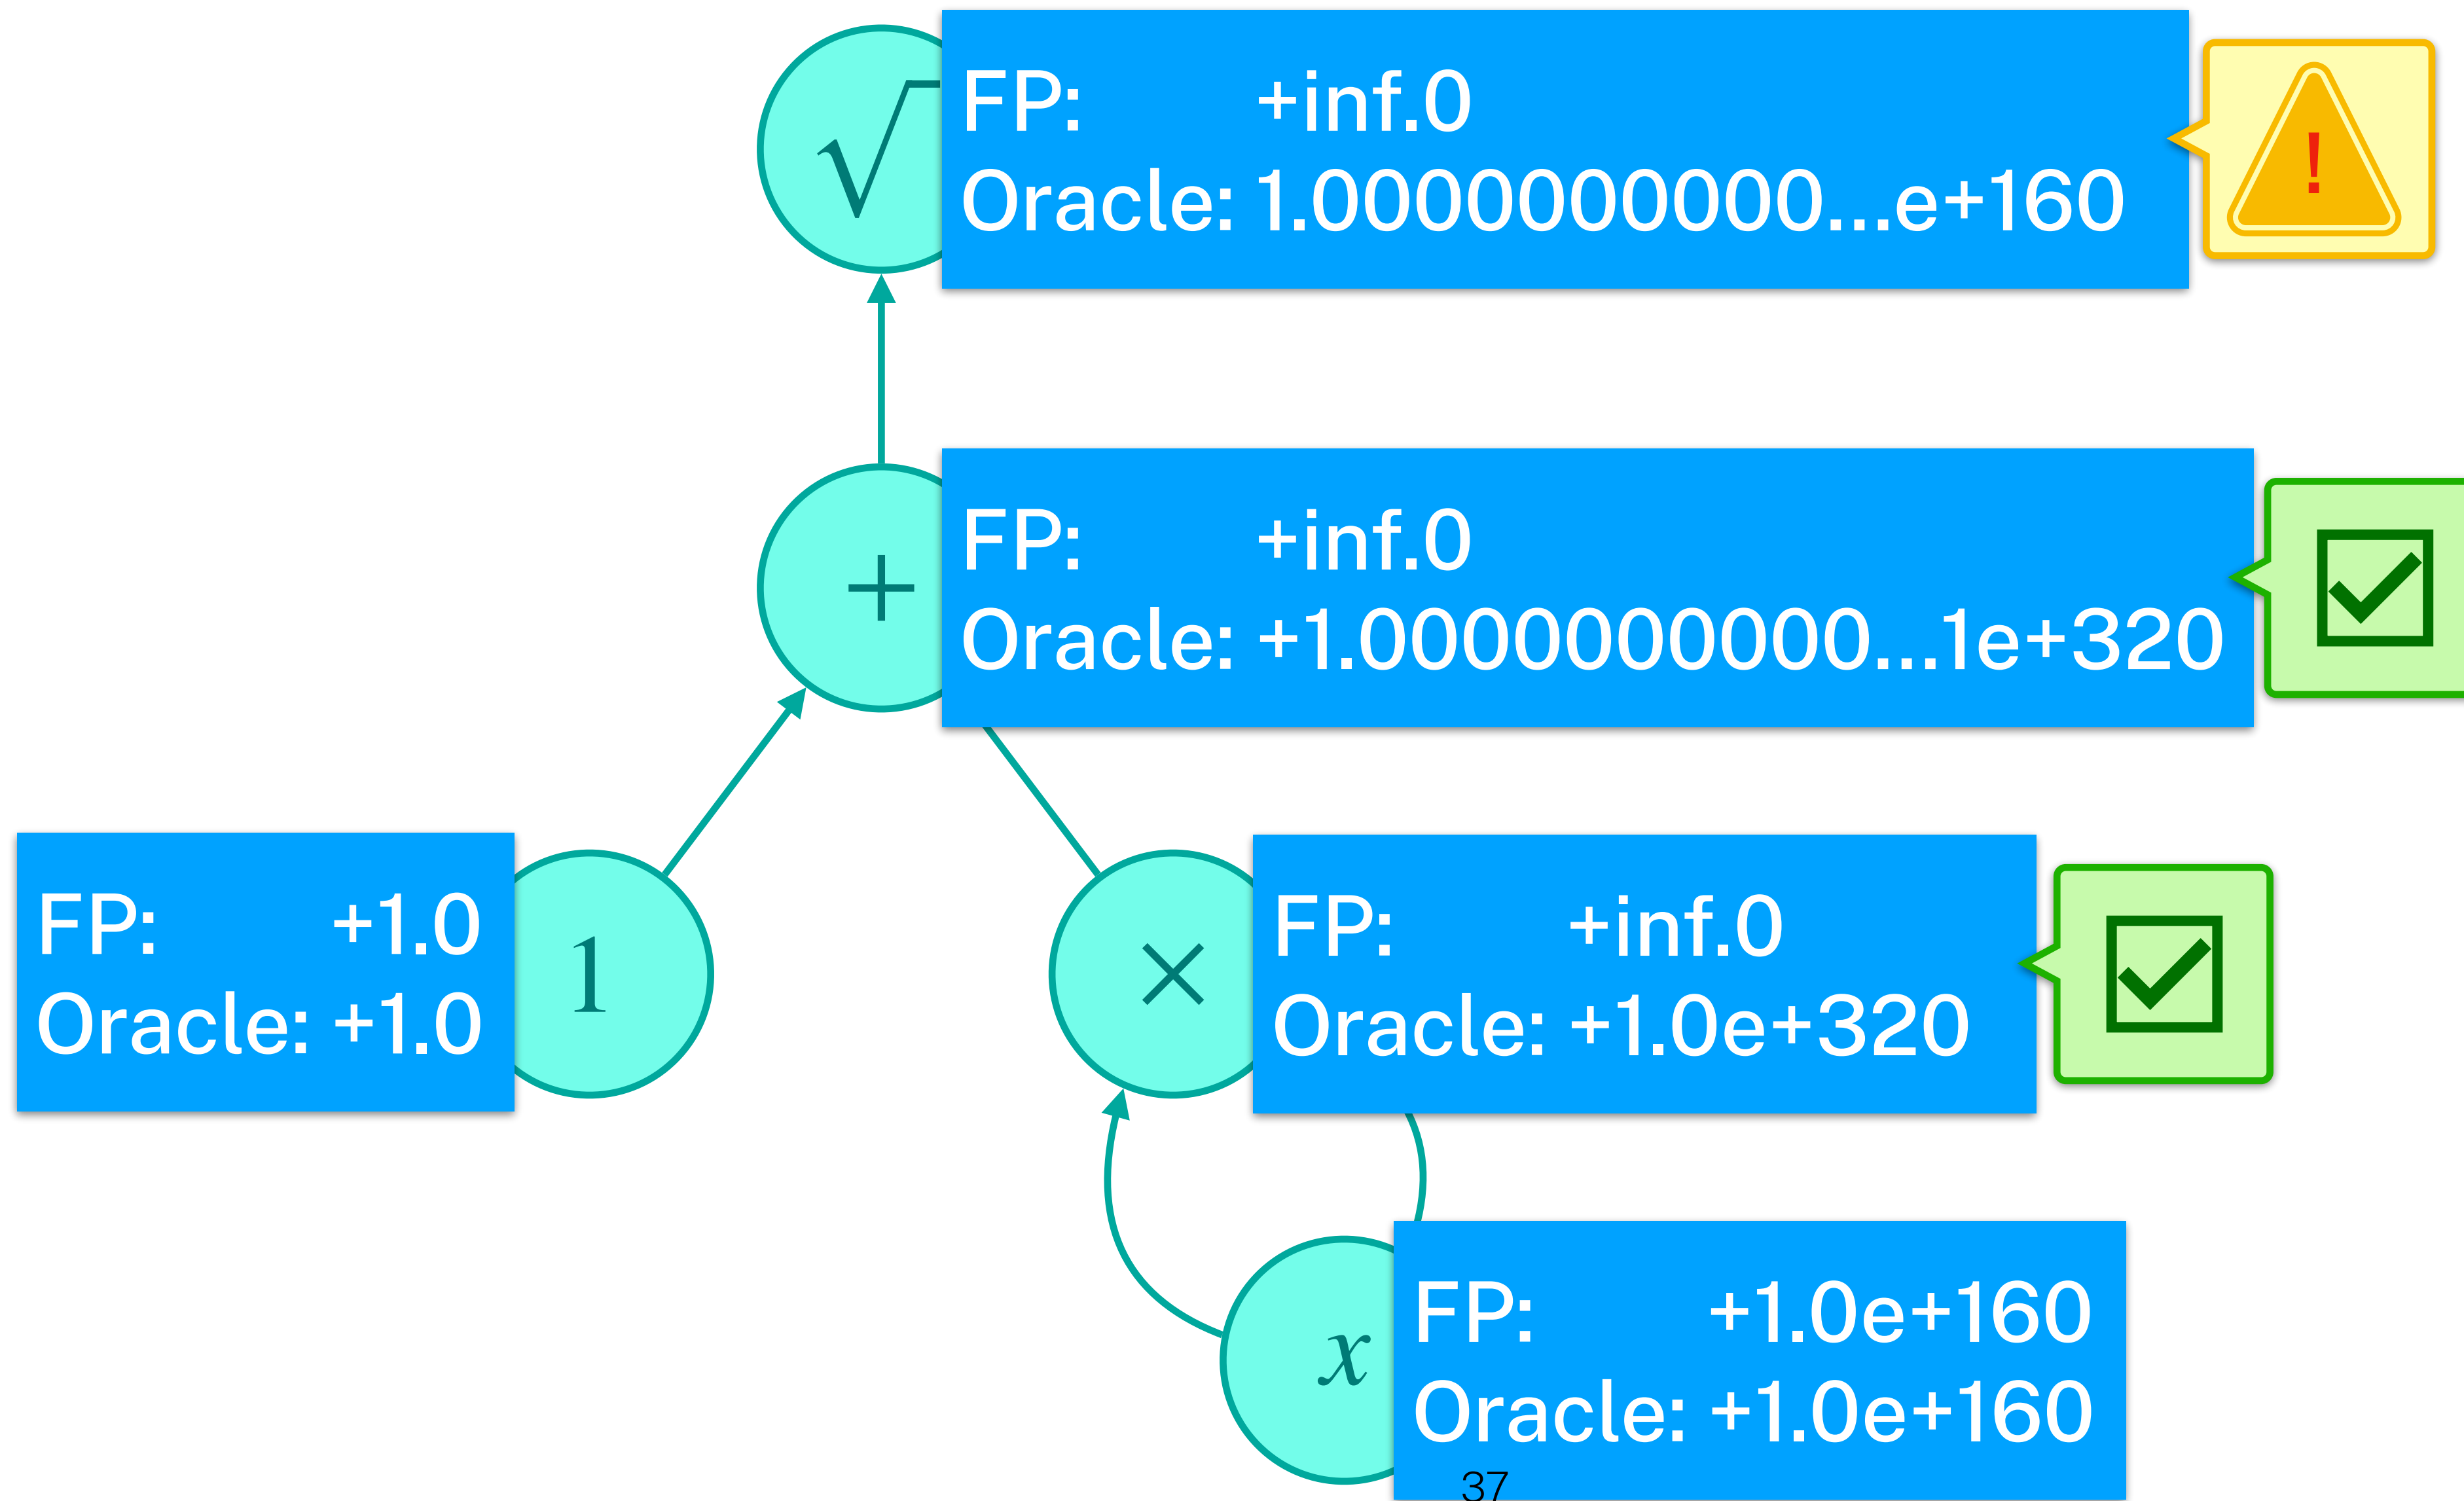 √
FP: +inf.0
Oracle: 1.00000000000...e+160
!
+
FP: +inf.0
Oracle: +1.0000000000...1e+320
FP: +1.0
Oracle: +1.0
1
×
FP: +inf.0
Oracle: +1.0e+320
x
FP: +1.0e+160
Oracle: +1.0e+160
37